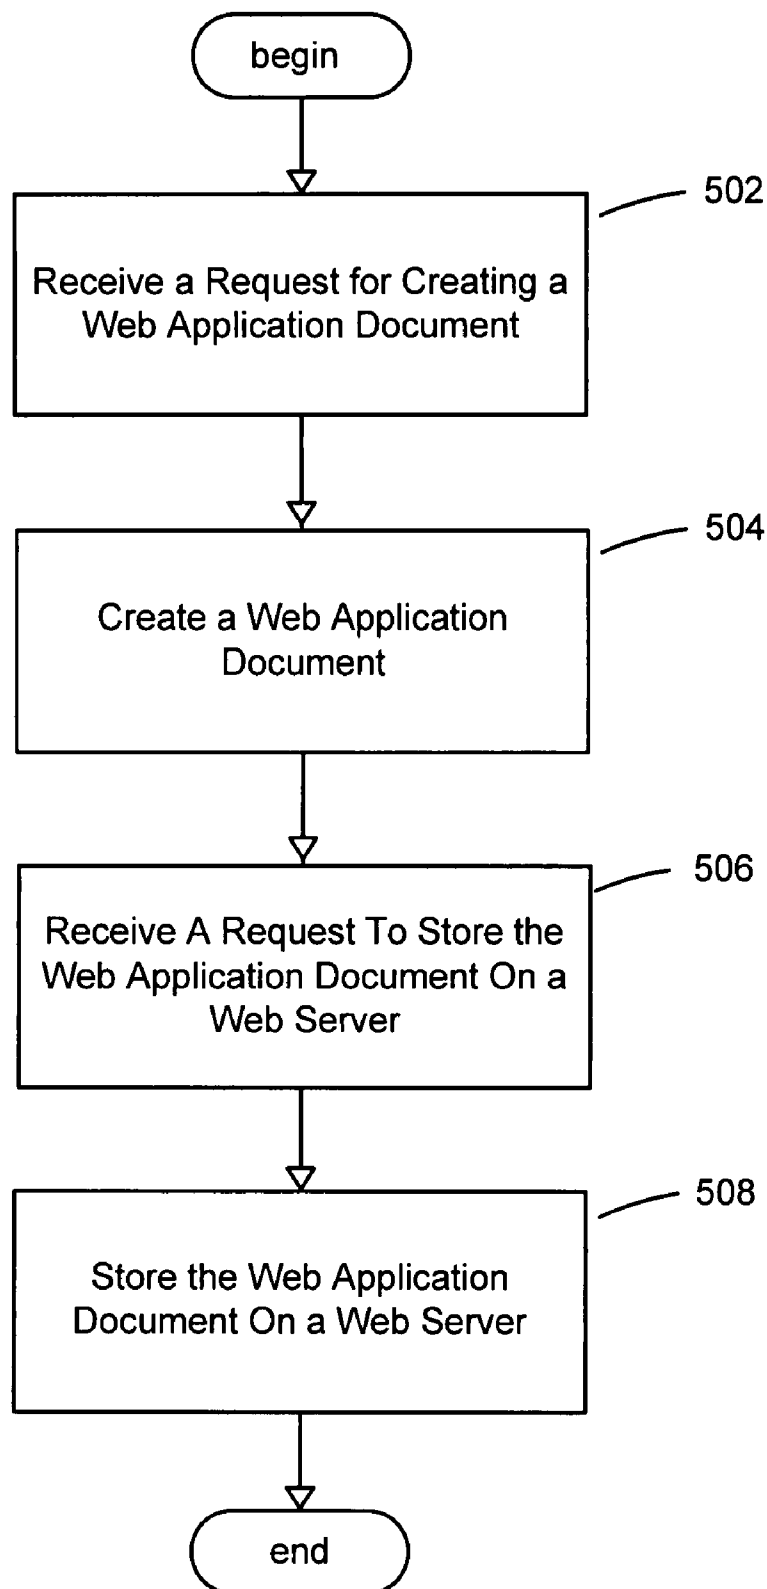 begin
502
Receive a Request for Creating a
Web Application Document
504
Create a Web Application
Document
506
Receive A Request To Store the
Web Application Document On a
Web Server
508
Store the Web Application
Document On a Web Server
end